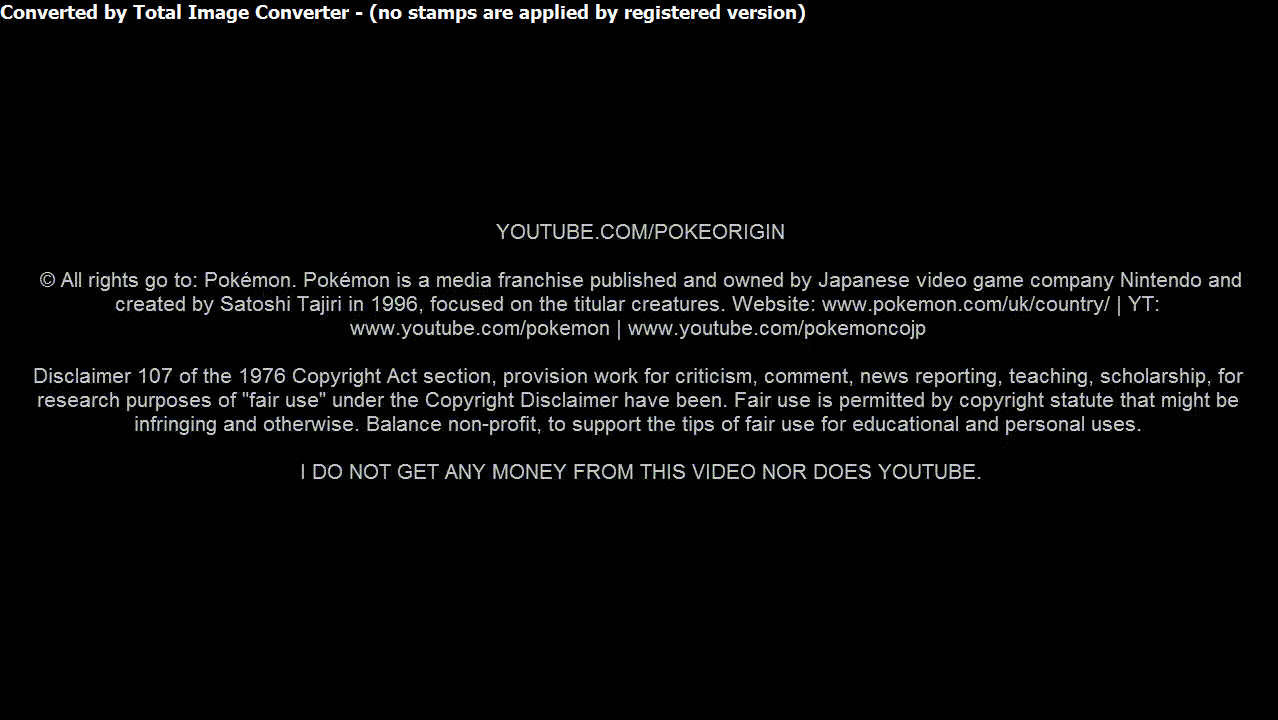 Converted by Total Image Converter - (no stamps are applied by registered version)
YOUTUBE.COM/POKEORIGIN
© All rights go to: Pokémon. Pokémon is a media franchise published and owned by Japanese video game company Nintendo and
created by Satoshi Tajiri in 1996, focused on the titular creatures. Website: www.pokemon.com/uk/country/ | YT:
www.youtube.com/pokemon | www.youtube.com/pokemoncojp
Disclaimer 107 of the 1976 Copyright Act section, provision work for criticism, comment, news reporting, teaching, scholarship, for
research purposes of "fair use" under the Copyright Disclaimer have been. Fair use is permitted by copyright statute that might be
infringing and otherwise. Balance non-profit, to support the tips of fair use for educational and personal uses.
I DO NOT GET ANY MONEY FROM THIS VIDEO NOR DOES YOUTUBE.